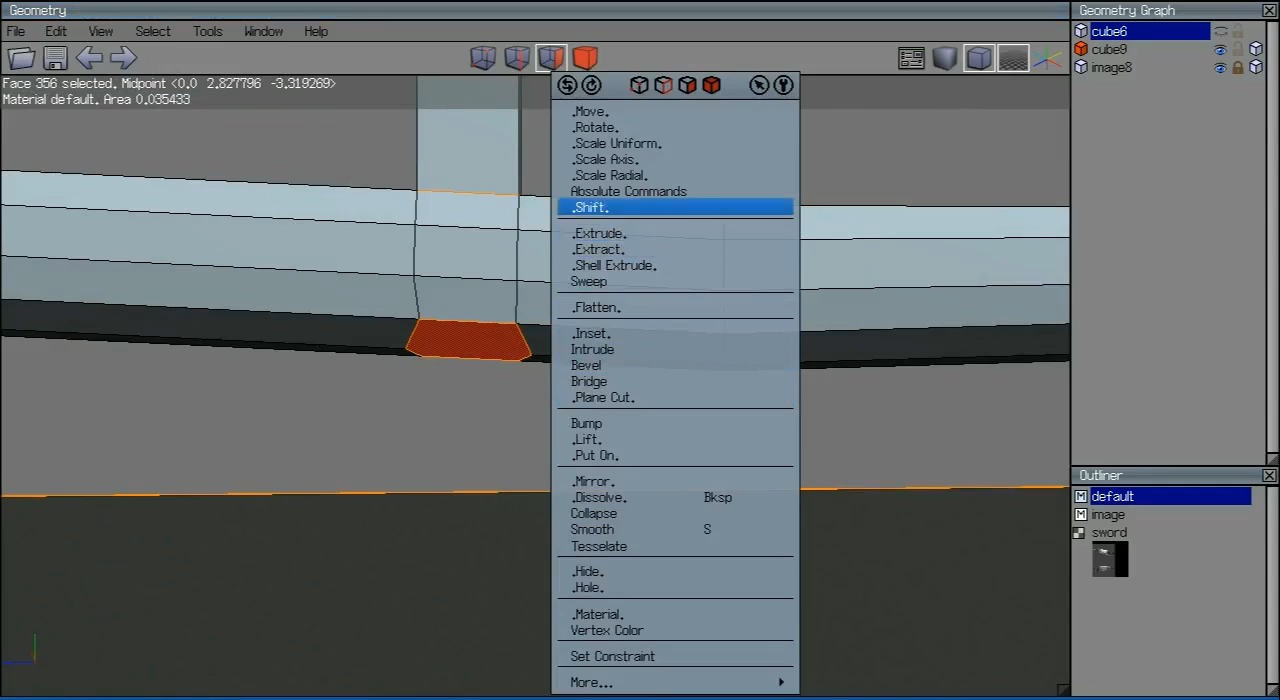 Geometry
Geometry Graph
File Edit View Select Tools Window Help
cube6
cube9
image8
Face 356 selected. Midpoint <0.0 2.827796 -3.319269>
Material default. Area 0.035433
.Move.
.Rotate.
.Scale Uniform.
.Scale Axis.
.Scale Radial.
Absolute Commands
.Shift.
.Extrude.
.Extract.
.Shell Extrude.
Sweep
.Flatten.
.Inset.
Intrude
Bevel
Bridge
.Plane Cut.
Bump
.Lift.
.Put On.
.Mirror.
.Dissolve. Bksp
Collapse
Smooth S
Tesselate
.Hide.
.Hole.
.Material.
Vertex Color
Set Constraint
More...
Outliner
M default
M image
sword